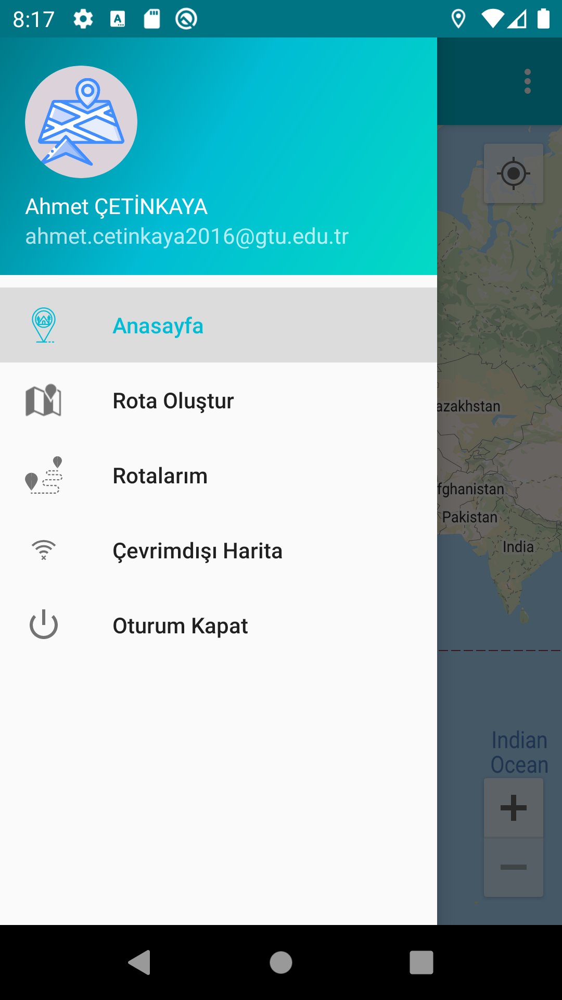 8:17
Ahmet ÇETİNKAYA
ahmet.cetinkaya2016@gtu.edu.tr
Anasayfa
Rota Oluştur
azakhstan
Rotalarım
fghanistan
Pakistan
Çevrimdışı Harita
India
Oturum Kapat
Indian
Ocean